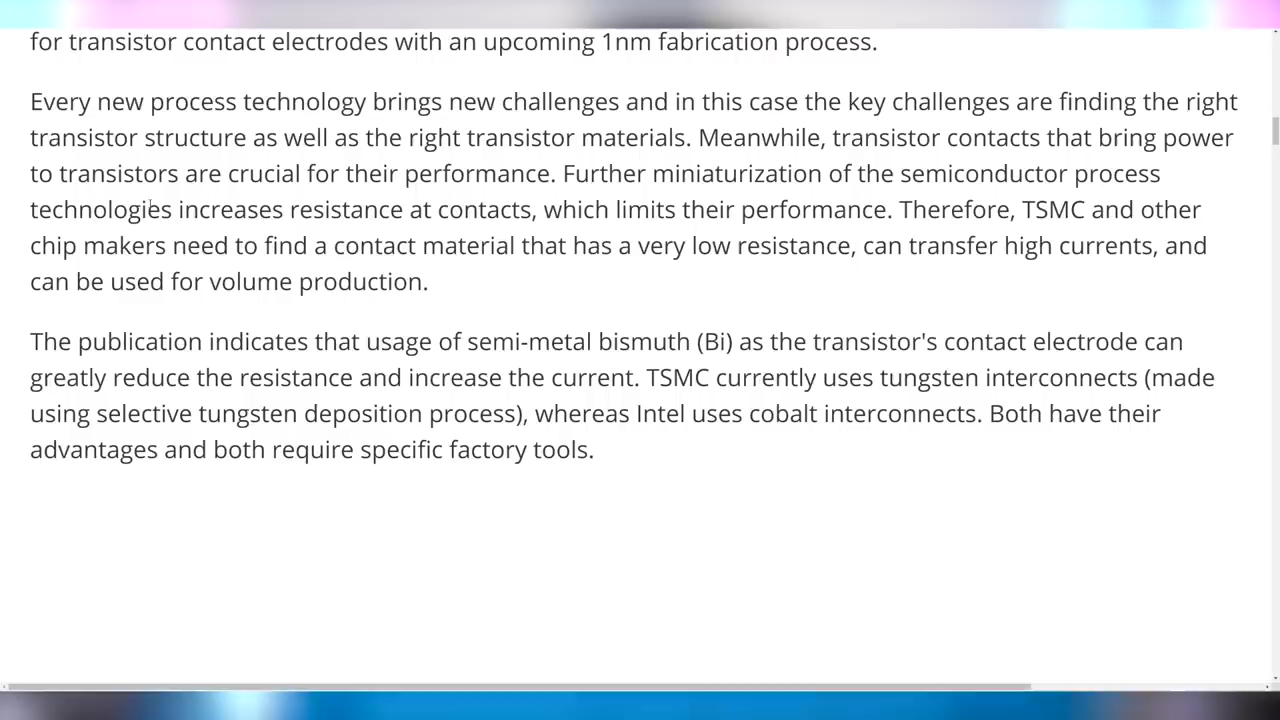 for transistor contact electrodes with an upcoming 1nm fabrication process.
Every new process technology brings new challenges and in this case the key challenges are finding the right
transistor structure as well as the right transistor materials. Meanwhile, transistor contacts that bring power
to transistors are crucial for their performance. Further miniaturization of the semiconductor process
technologies increases resistance at contacts, which limits their performance. Therefore, TSMC and other
chip makers need to find a contact material that has a very low resistance, can transfer high currents, and
can be used for volume production.
The publication indicates that usage of semi-metal bismuth (Bi) as the transistor's contact electrode can
greatly reduce the resistance and increase the current. TSMC currently uses tungsten interconnects (made
using selective tungsten deposition process), whereas Intel uses cobalt interconnects. Both have their
advantages and both require specific factory tools.